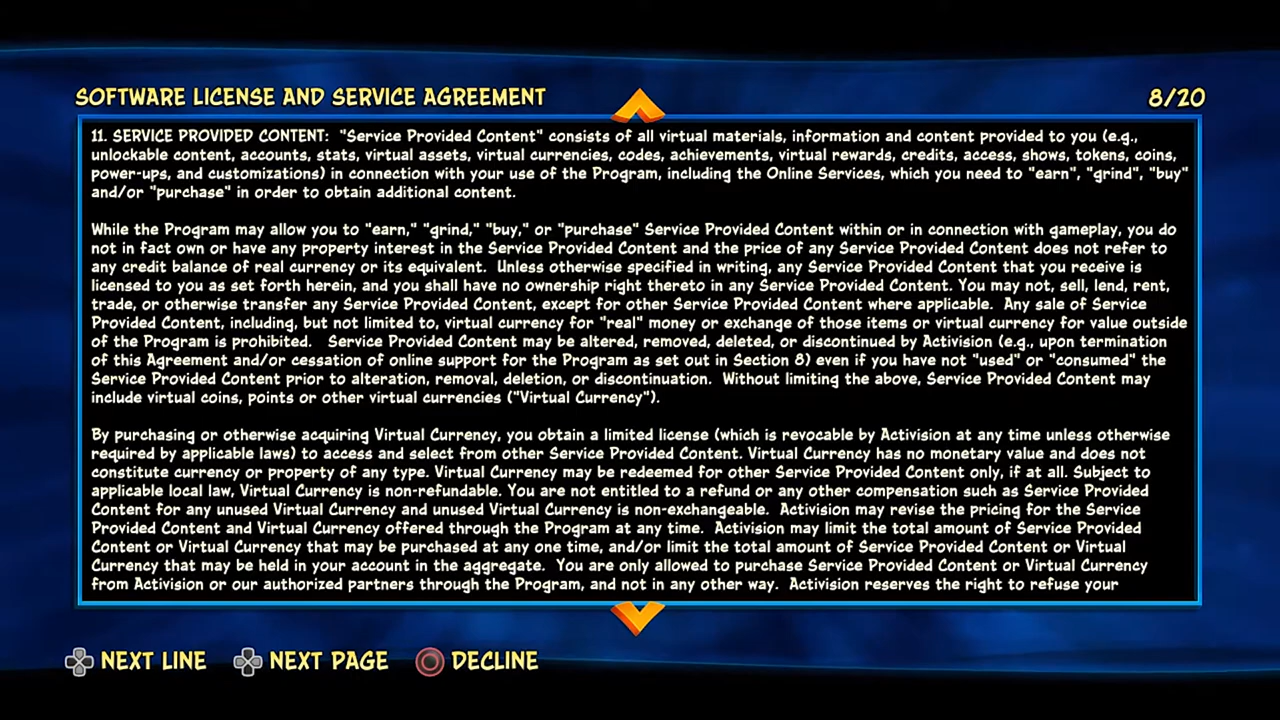 SOFTWARE LICENSE AND SERVICE AGREEMENT
8/20
11. SERVICE PROVIDED CONTENT:  "Service Provided Content" consists of all virtual materials, information and content provided to you (e.g.,
unlockable content, accounts, stats, virtual assets, virtual currencies, codes, achievements, virtual rewards, credits, access, shows, tokens, coins,
power-ups, and customizations) in connection with your use of the Program, including the Online Services, which you need to "earn", "grind", "buy"
and/or "purchase" in order to obtain additional content.
While the Program may allow you to "earn," "grind," "buy," or "purchase" Service Provided Content within or in connection with gameplay, you do
not in fact own or have any property interest in the Service Provided Content and the price of any Service Provided Content does not refer to
any credit balance of real currency or its equivalent.  Unless otherwise specified in writing, any Service Provided Content that you receive is
licensed to you as set forth herein, and you shall have no ownership right thereto in any Service Provided Content. You may not, sell, lend, rent,
trade, or otherwise transfer any Service Provided Content, except for other Service Provided Content where applicable.  Any sale of Service
Provided Content, including, but not limited to, virtual currency for "real" money or exchange of those items or virtual currency for value outside
of the Program is prohibited.   Service Provided Content may be altered, removed, deleted, or discontinued by Activision (e.g., upon termination
of this Agreement and/or cessation of online support for the Program as set out in Section 8) even if you have not "used" or "consumed" the
Service Provided Content prior to alteration, removal, deletion, or discontinuation.  Without limiting the above, Service Provided Content may
include virtual coins, points or other virtual currencies ("Virtual Currency").
By purchasing or otherwise acquiring Virtual Currency, you obtain a limited license (which is revocable by Activision at any time unless otherwise
required by applicable laws) to access and select from other Service Provided Content. Virtual Currency has no monetary value and does not
constitute currency or property of any type. Virtual Currency may be redeemed for other Service Provided Content only, if at all. Subject to
applicable local law, Virtual Currency is non-refundable. You are not entitled to a refund or any other compensation such as Service Provided
Content for any unused Virtual Currency and unused Virtual Currency is non-exchangeable.  Activision may revise the pricing for the Service
Provided Content and Virtual Currency offered through the Program at any time.  Activision may limit the total amount of Service Provided
Content or Virtual Currency that may be purchased at any one time, and/or limit the total amount of Service Provided Content or Virtual
Currency that may be held in your account in the aggregate.  You are only allowed to purchase Service Provided Content or Virtual Currency
from Activision or our authorized partners through the Program, and not in any other way.  Activision reserves the right to refuse your
NEXT LINE
NEXT PAGE
DECLINE